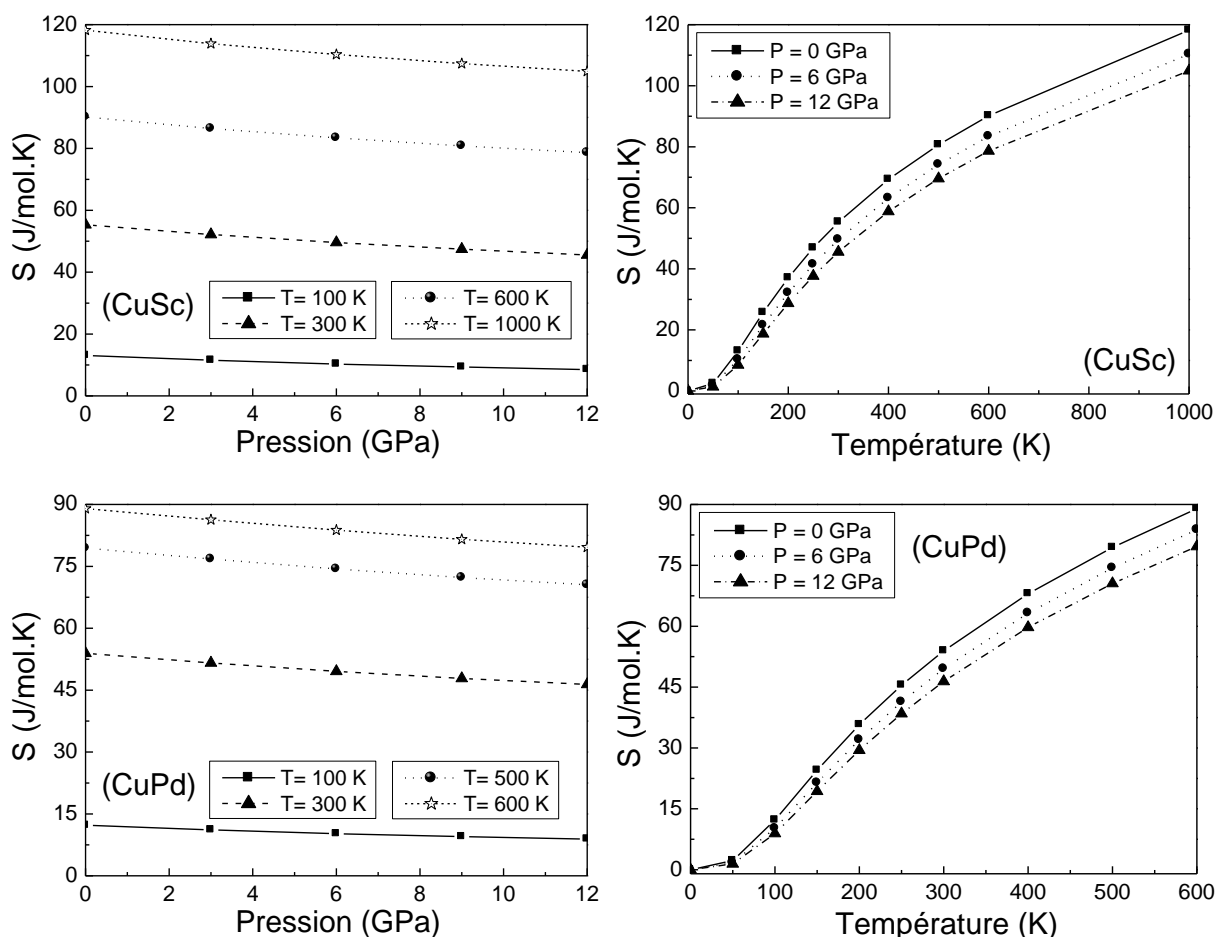 120
100
80
60
40
20
0
S (J/mol.K)
(CuSc)
T= 100 K
T= 300 K
T= 600 K
T= 1000 K
0 2 4 6 8 10 12
Pression (GPa)
120
100
80
60
40
20
0
S (J/mol.K)
P = 0 GPa
P = 6 GPa
P = 12 GPa
(CuSc)
0 200 400 600 800 1000
Température (K)
90
75
60
45
30
15
0
S (J/mol.K)
(CuPd)
T= 100 K
T= 300 K
T= 500 K
T= 600 K
0 2 4 6 8 10 12
Pression (GPa)
90
75
60
45
30
15
0
S (J/mol.K)
P = 0 GPa
P = 6 GPa
P = 12 GPa
(CuPd)
0 100 200 300 400 500 600
Température (K)